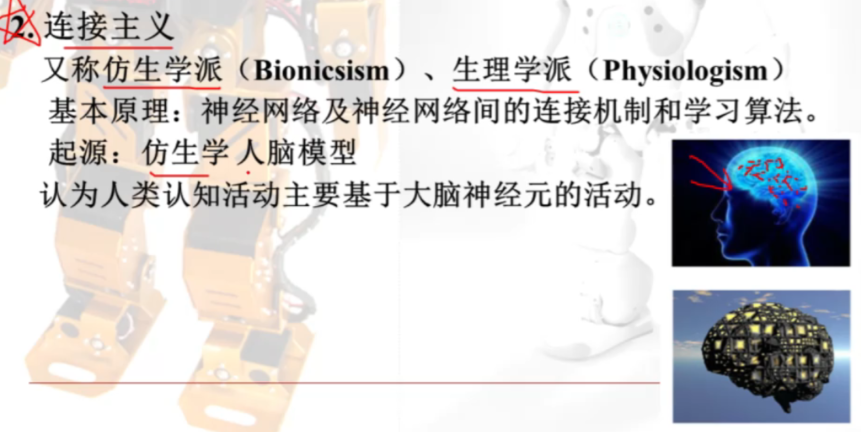 2. 连接主义
又称仿生学派（Bionicsism）、生理学派（Physiologism）
基本原理：神经网络及神经网络间的连接机制和学习算法。
起源：仿生学 人脑模型
认为人类认知活动主要基于大脑神经元的活动。